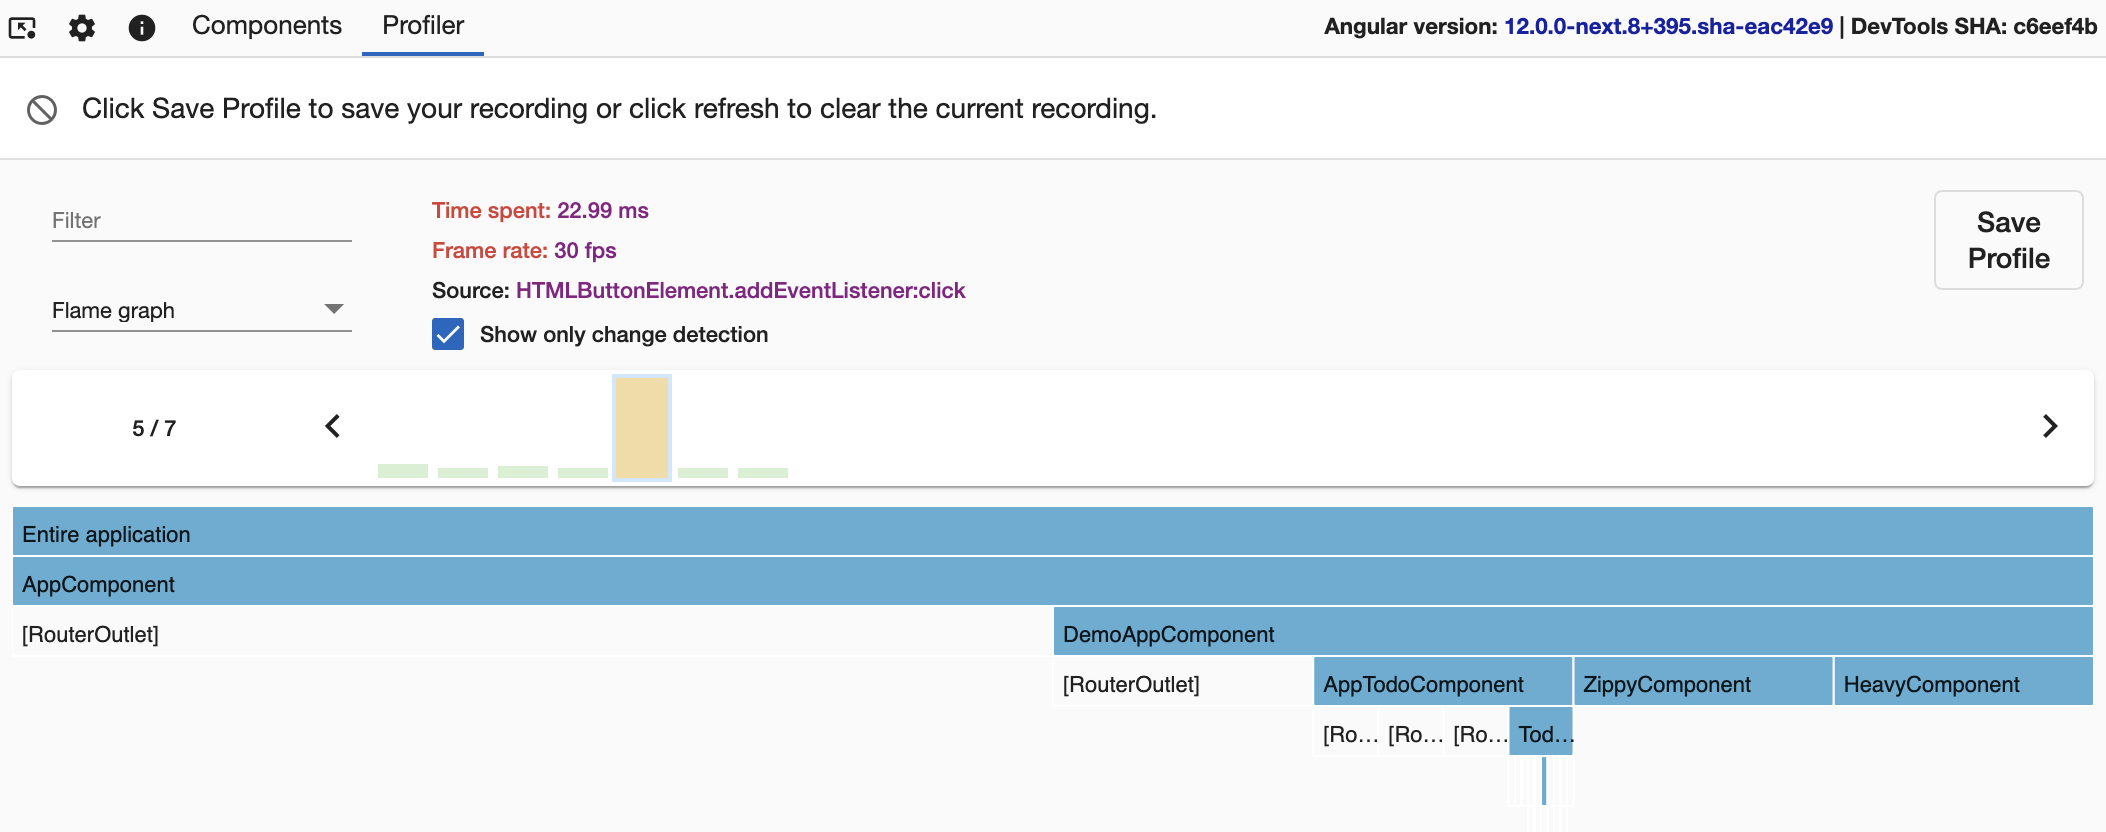 Components Profiler Angular version: 12.0.0-next.8+395.sha-eac42e9 | DevTools SHA: c6eef4b
Click Save Profile to save your recording or click refresh to clear the current recording.
Filter
Flame graph
Time spent: 22.99 ms
Frame rate: 30 fps
Source: HTMLButtonElement.addEventListener:click
Show only change detection
Save
Profile
5 / 7
Entire application
AppComponent
[RouterOutlet] DemoAppComponent
[RouterOutlet] AppTodoComponent ZippyComponent HeavyComponent
[Ro... [Ro... [Ro... Tod...